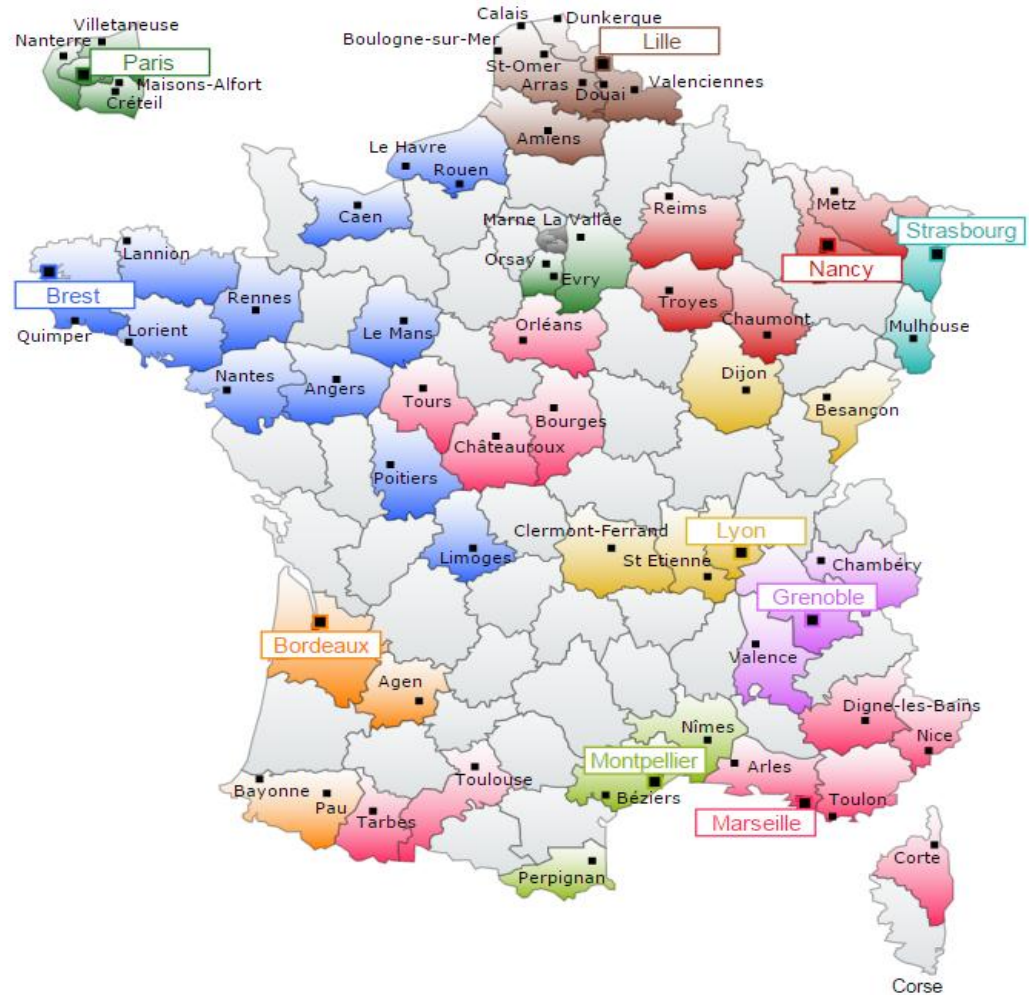 Calais
Dunkerque
Villetaneuse
Nanterre
Boulogne-sur-Mer
Lille
Paris
St-Omer
Maisons-Alfort
Arras
Valenciennes
Douai
Créteil
Amiens
Le Havre
Rouen
Metz
Reims
Caen
Marne La Vallée
Strasbourg
Lannion
Orsay
Nancy
Evry
Brest
Rennes
Troyes
Chaumont
Orléans
Mulhouse
Quimper
Lorient
Le Mans
Dijon
Nantes
Angers
Tours
Besançon
Bourges
Châteauroux
Poitiers
Clermont-Ferrand
Lyon
Limoges
St Etienne
Chambéry
Grenoble
Bordeaux
Valence
Agen
Digne-les-Bains
Nîmes
Nice
Montpellier
Arles
Toulouse
Bayonne
Béziers
Pau
Toulon
Tarbes
Marseille
Corte
Perpignan
Corse